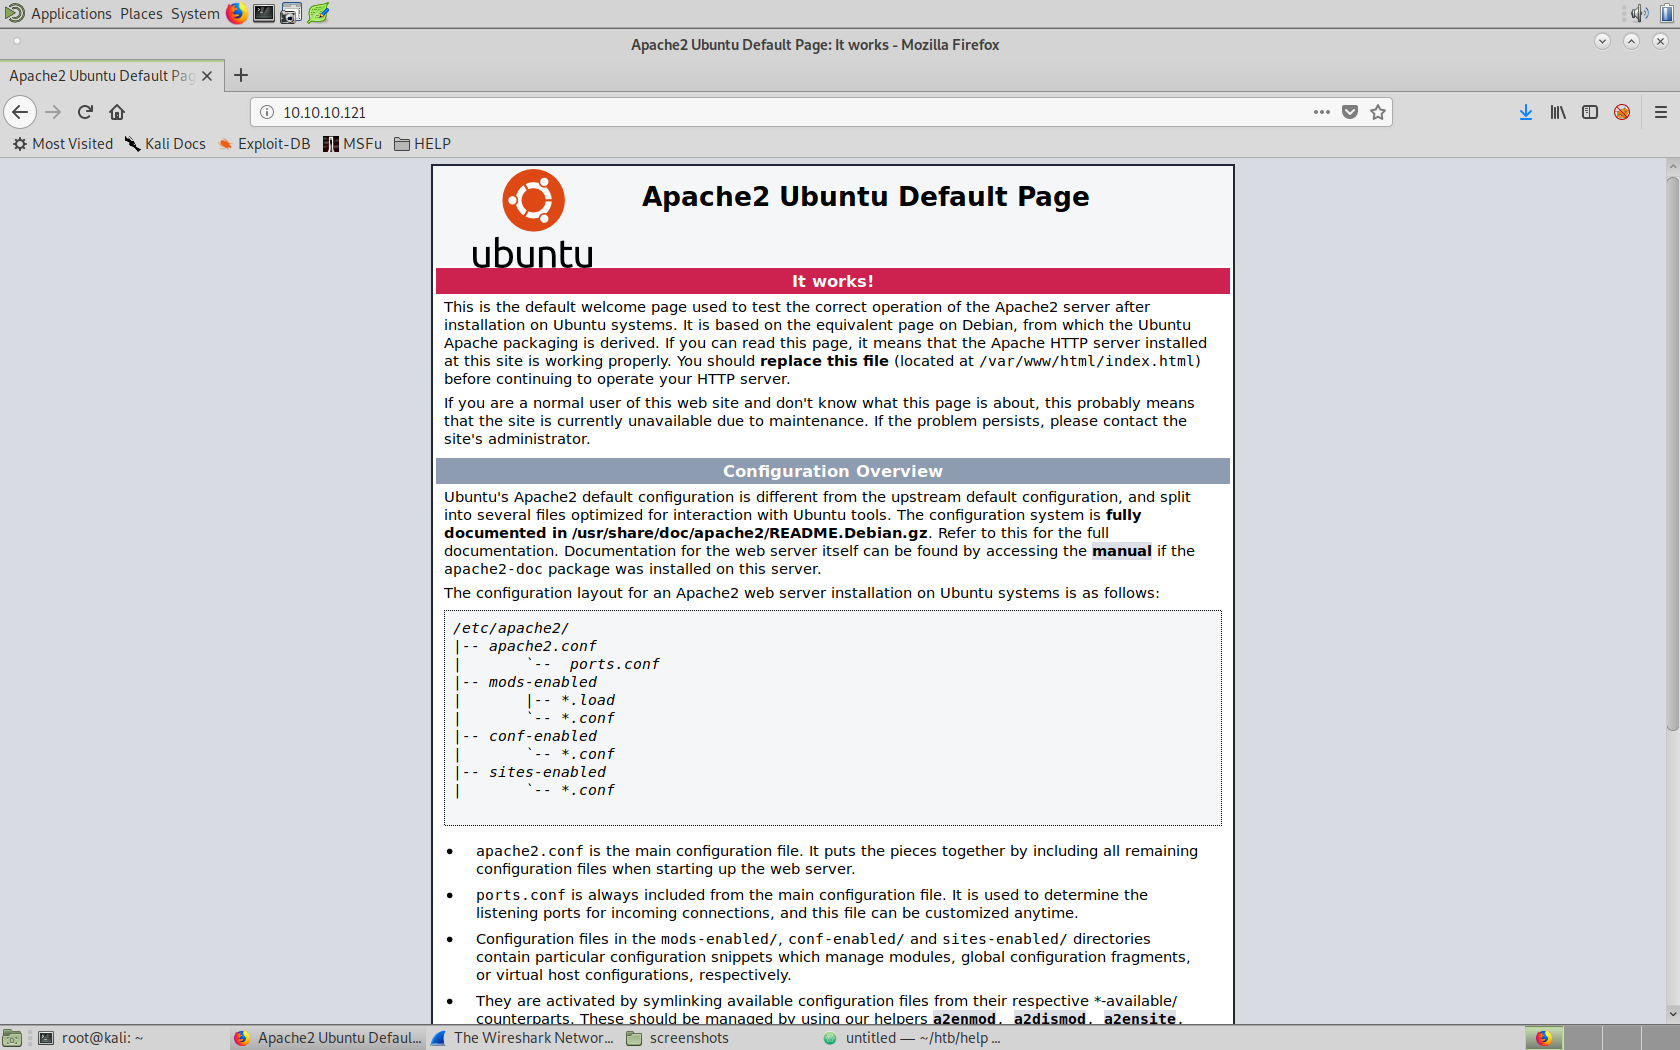 Applications Places System
Apache2 Ubuntu Default Page: It works - Mozilla Firefox
Apache2 Ubuntu Default Pag
10.10.10.121
Most Visited Kali Docs Exploit-DB MSFu HELP
ubuntu
Apache2 Ubuntu Default Page
It works!
This is the default welcome page used to test the correct operation of the Apache2 server after
installation on Ubuntu systems. It is based on the equivalent page on Debian, from which the Ubuntu
Apache packaging is derived. If you can read this page, it means that the Apache HTTP server installed
at this site is working properly. You should replace this file (located at /var/www/html/index.html)
before continuing to operate your HTTP server.
If you are a normal user of this web site and don't know what this page is about, this probably means
that the site is currently unavailable due to maintenance. If the problem persists, please contact the
site's administrator.
Configuration Overview
Ubuntu's Apache2 default configuration is different from the upstream default configuration, and split
into several files optimized for interaction with Ubuntu tools. The configuration system is fully
documented in /usr/share/doc/apache2/README.Debian.gz. Refer to this for the full
documentation. Documentation for the web server itself can be found by accessing the manual if the
apache2-doc package was installed on this server.
The configuration layout for an Apache2 web server installation on Ubuntu systems is as follows:
/etc/apache2/
|-- apache2.conf
|       `--  ports.conf
|-- mods-enabled
|       |-- *.load
|       `-- *.conf
|-- conf-enabled
|       `-- *.conf
|-- sites-enabled
|       `-- *.conf
• apache2.conf is the main configuration file. It puts the pieces together by including all remaining
configuration files when starting up the web server.
• ports.conf is always included from the main configuration file. It is used to determine the
listening ports for incoming connections, and this file can be customized anytime.
• Configuration files in the mods-enabled/, conf-enabled/ and sites-enabled/ directories
contain particular configuration snippets which manage modules, global configuration fragments,
or virtual host configurations, respectively.
• They are activated by symlinking available configuration files from their respective *-available/
counterparts. These should be managed by using our helpers a2enmod, a2dismod, a2ensite,
root@kali: ~ Apache2 Ubuntu Defaul... The Wireshark Networ... screenshots untitled — ~/htb/help ...